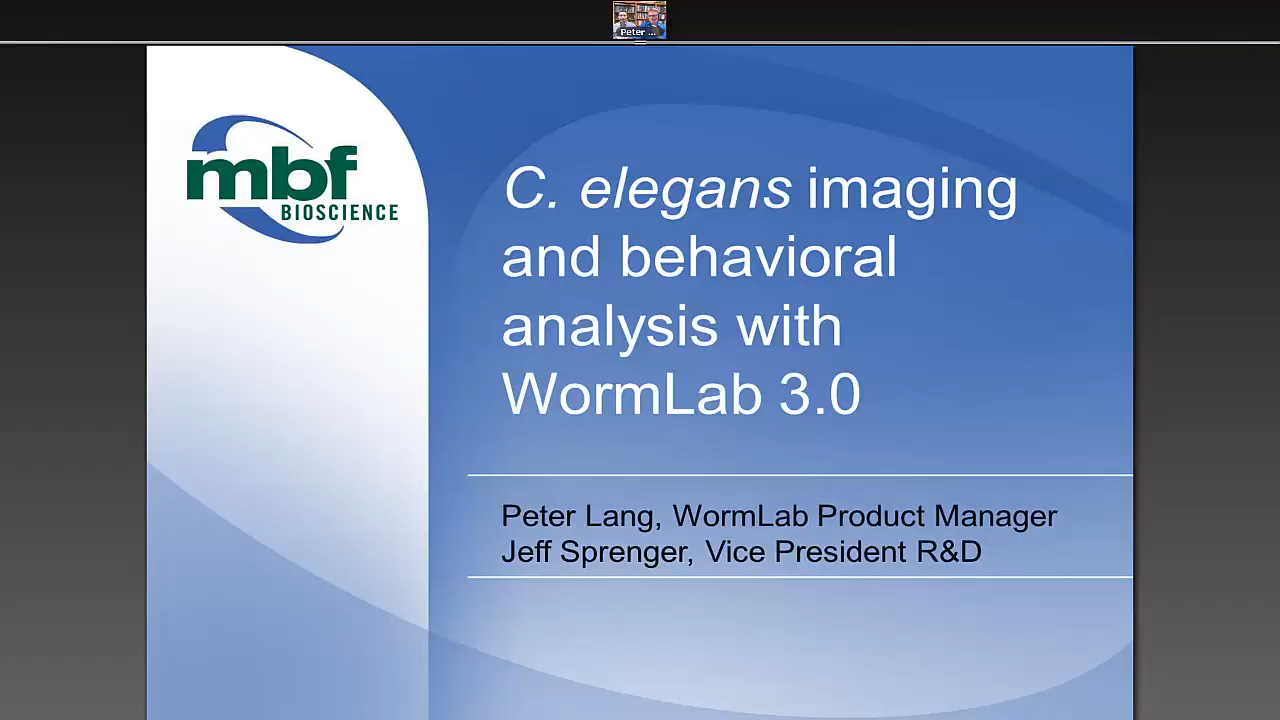 Peter ...
mbf
BIOSCIENCE
C. elegans imaging
and behavioral
analysis with
WormLab 3.0
Peter Lang, WormLab Product Manager
Jeff Sprenger, Vice President R&D